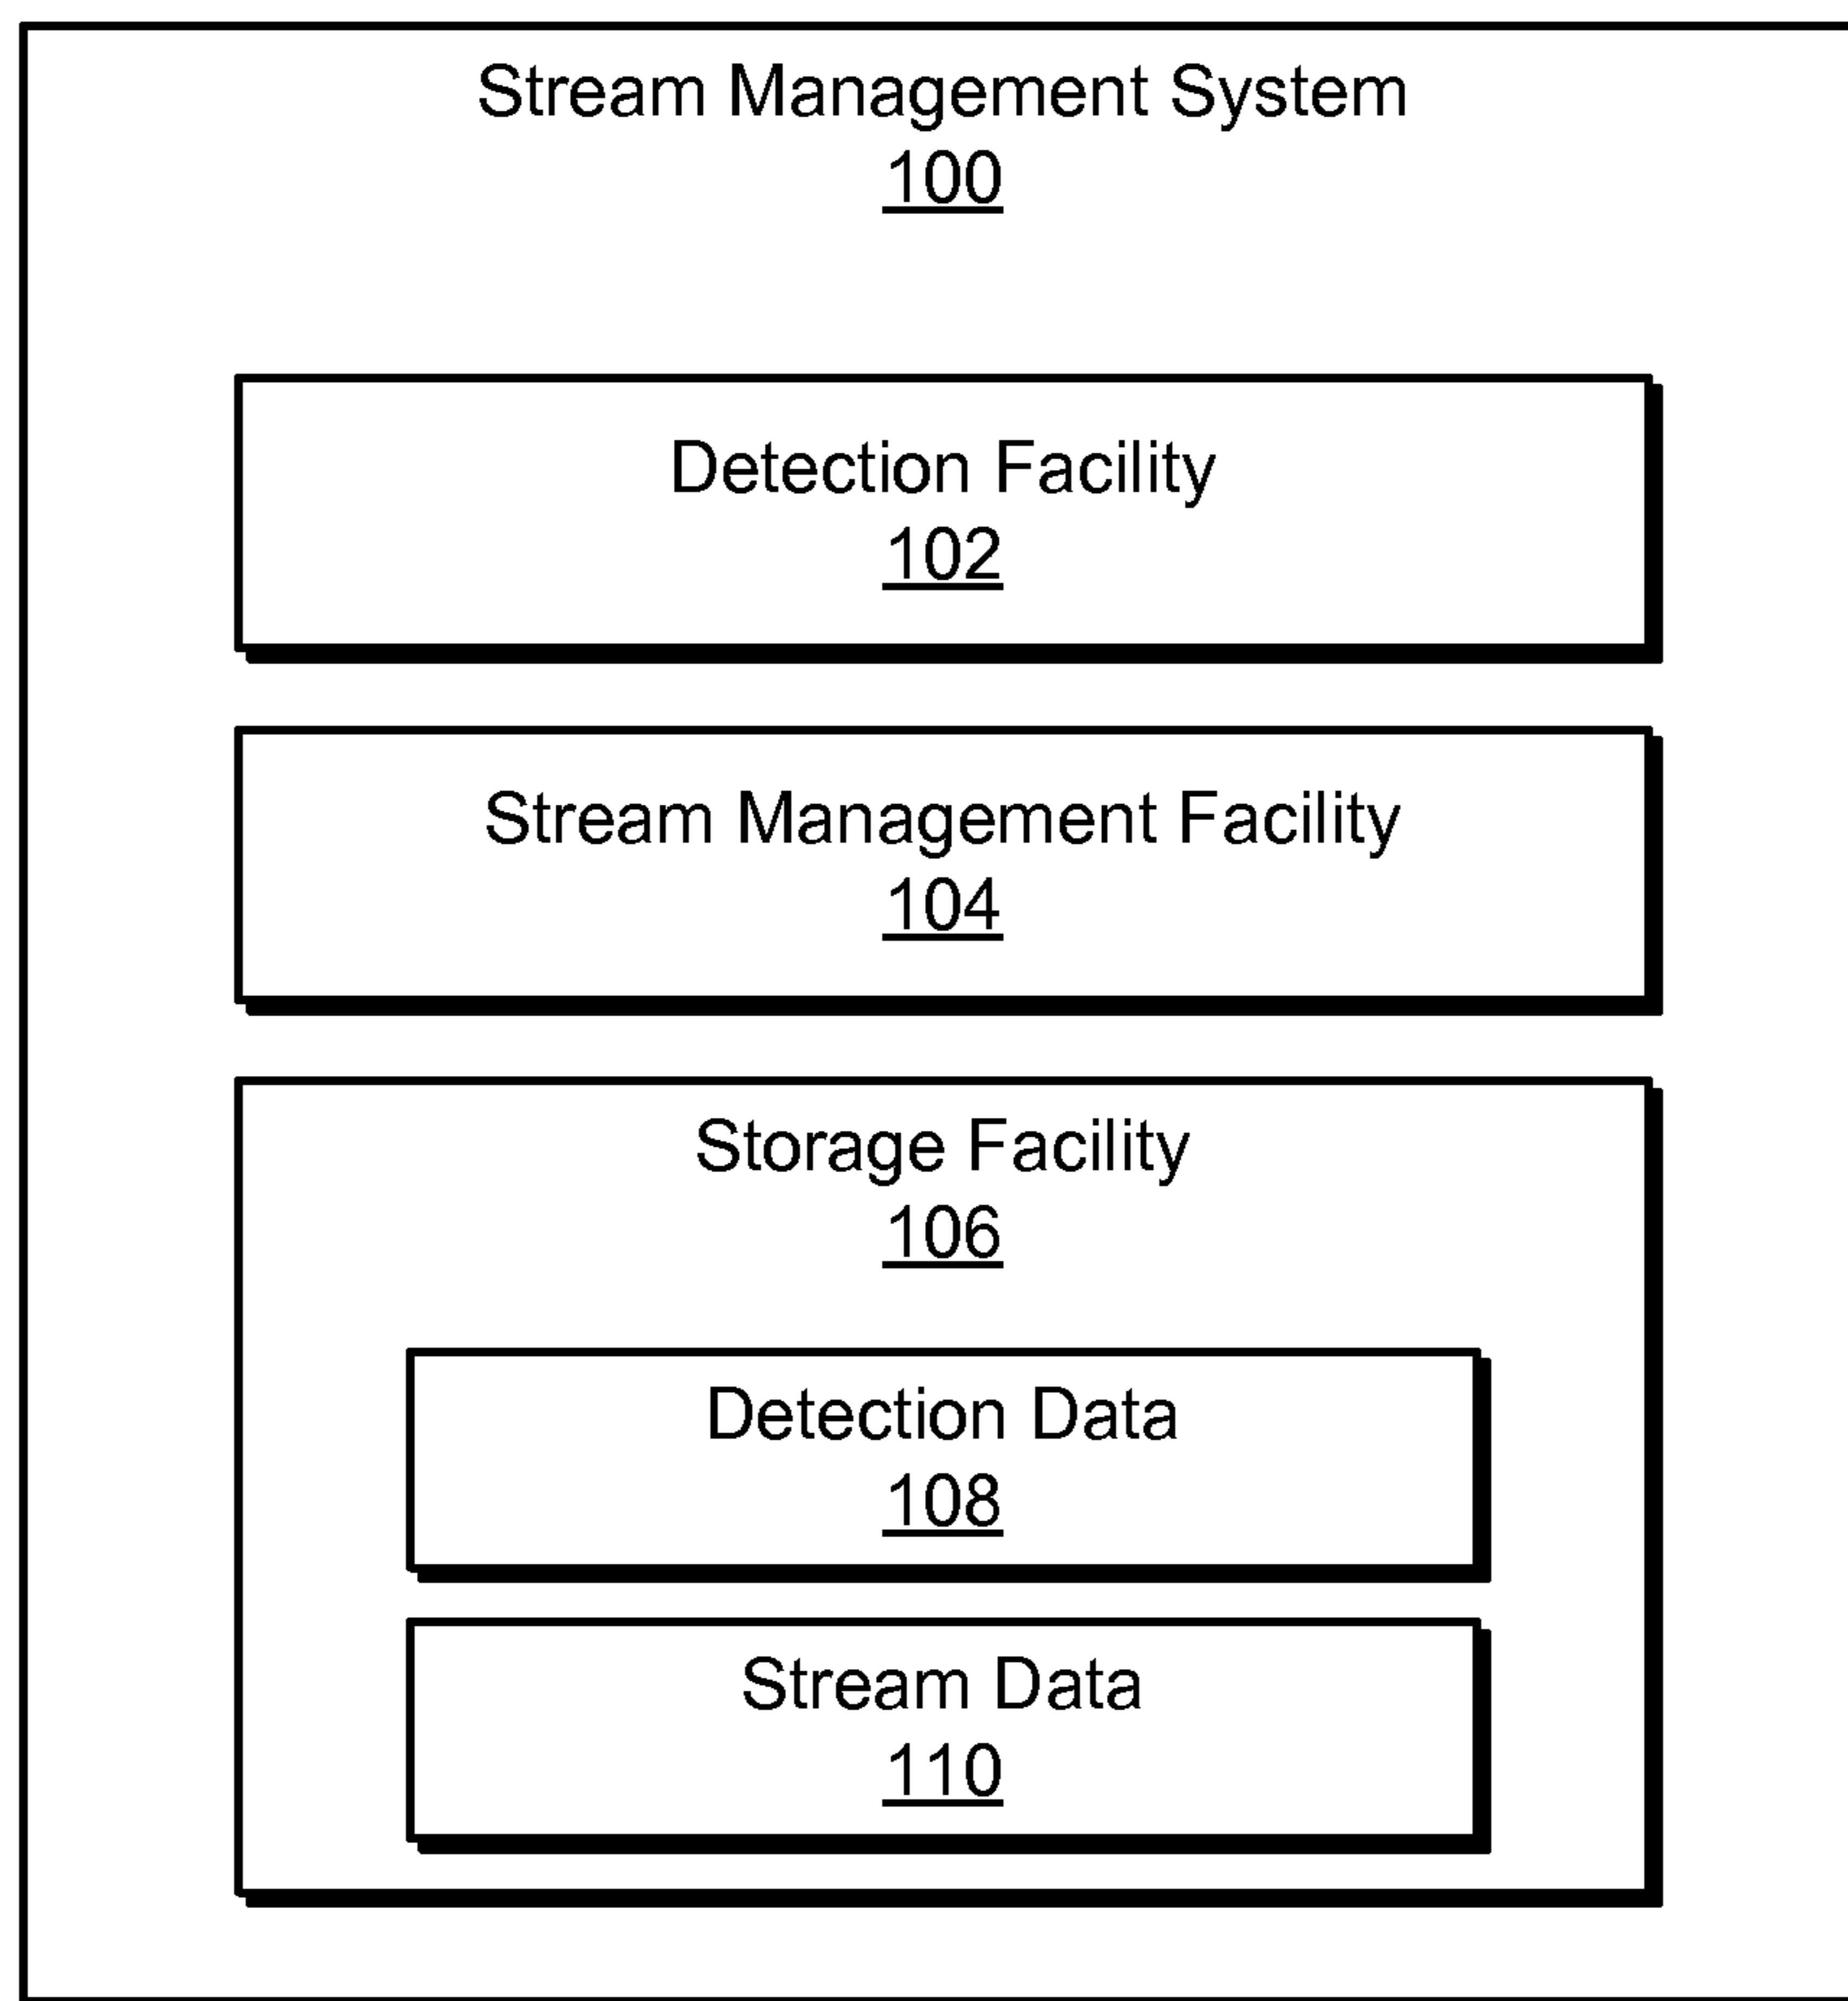 Stream Management System
100
Detection Facility
102
Stream Management Facility
104
Storage Facility
106
Detection Data
108
Stream Data
110